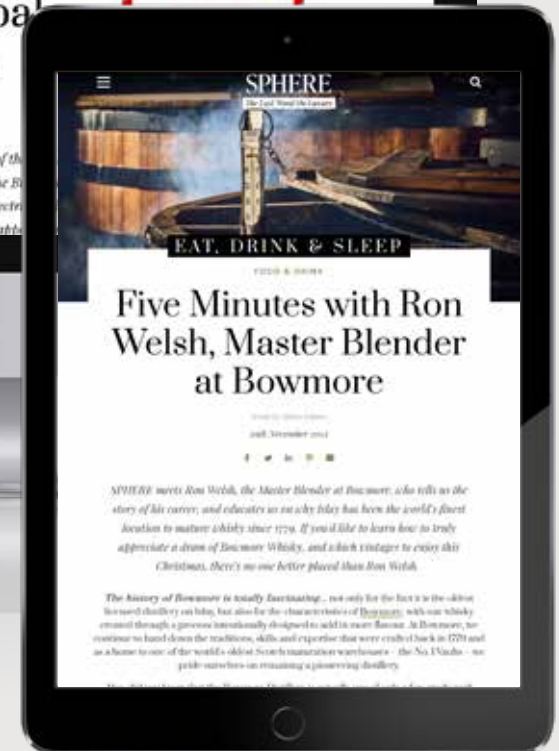 of the
SPHERE
The Last Word On Luxury
EAT, DRINK & SLEEP
FOOD & DRINK
Five Minutes with Ron
Welsh, Master Blender
at Bowmore
November
SPHERE meets Ron Welsh, the Master Blender at Bowmore, who tells us the
story of his career, and educates us on why Islay has been the world's finest
location to mature whisky since 1779. If you'd like to learn how to truly
appreciate a dram of Bowmore Whisky, and which vintages to enjoy this
Christmas, there's no one better placed than Ron Welsh.
The history of Bowmore is totally fascinating... not only for the fact it is the oldest
licensed distillery on Islay, but also for the characteristics of Bowmore, with our whisky
created through a process intentionally designed to add in more flavour. At Bowmore, we
continue to hand down the traditions, skills and expertise that were crafted back in 1779 and
as a home to one of the world's oldest Scotch maturation warehouses – the No. 1 Vaults – we
pride ourselves on remaining a pioneering distillery.